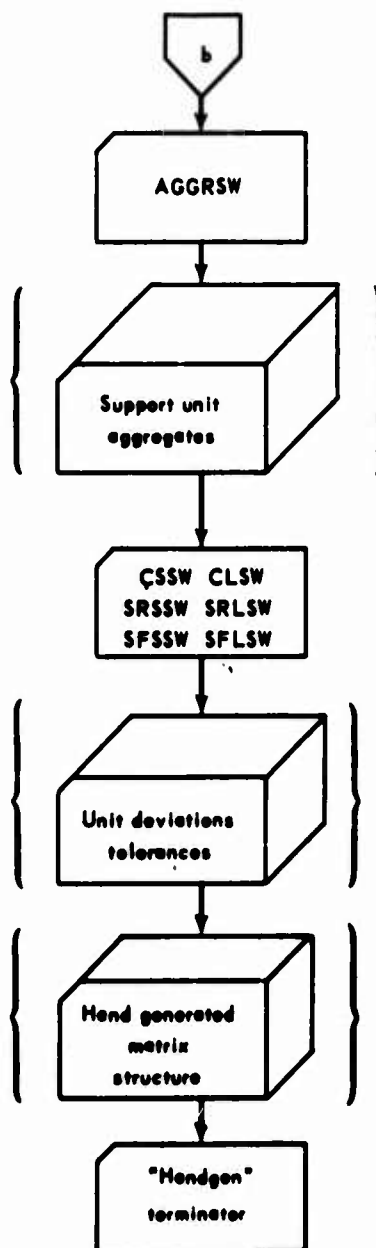 b
AGGRSW
Support unit
aggregates
ÇSSW CLSW
SRSSW SRLSW
SFSSW SFLSW
Unit deviations
tolerances
Hand generated
matrix
structure
"Handgen"
terminator